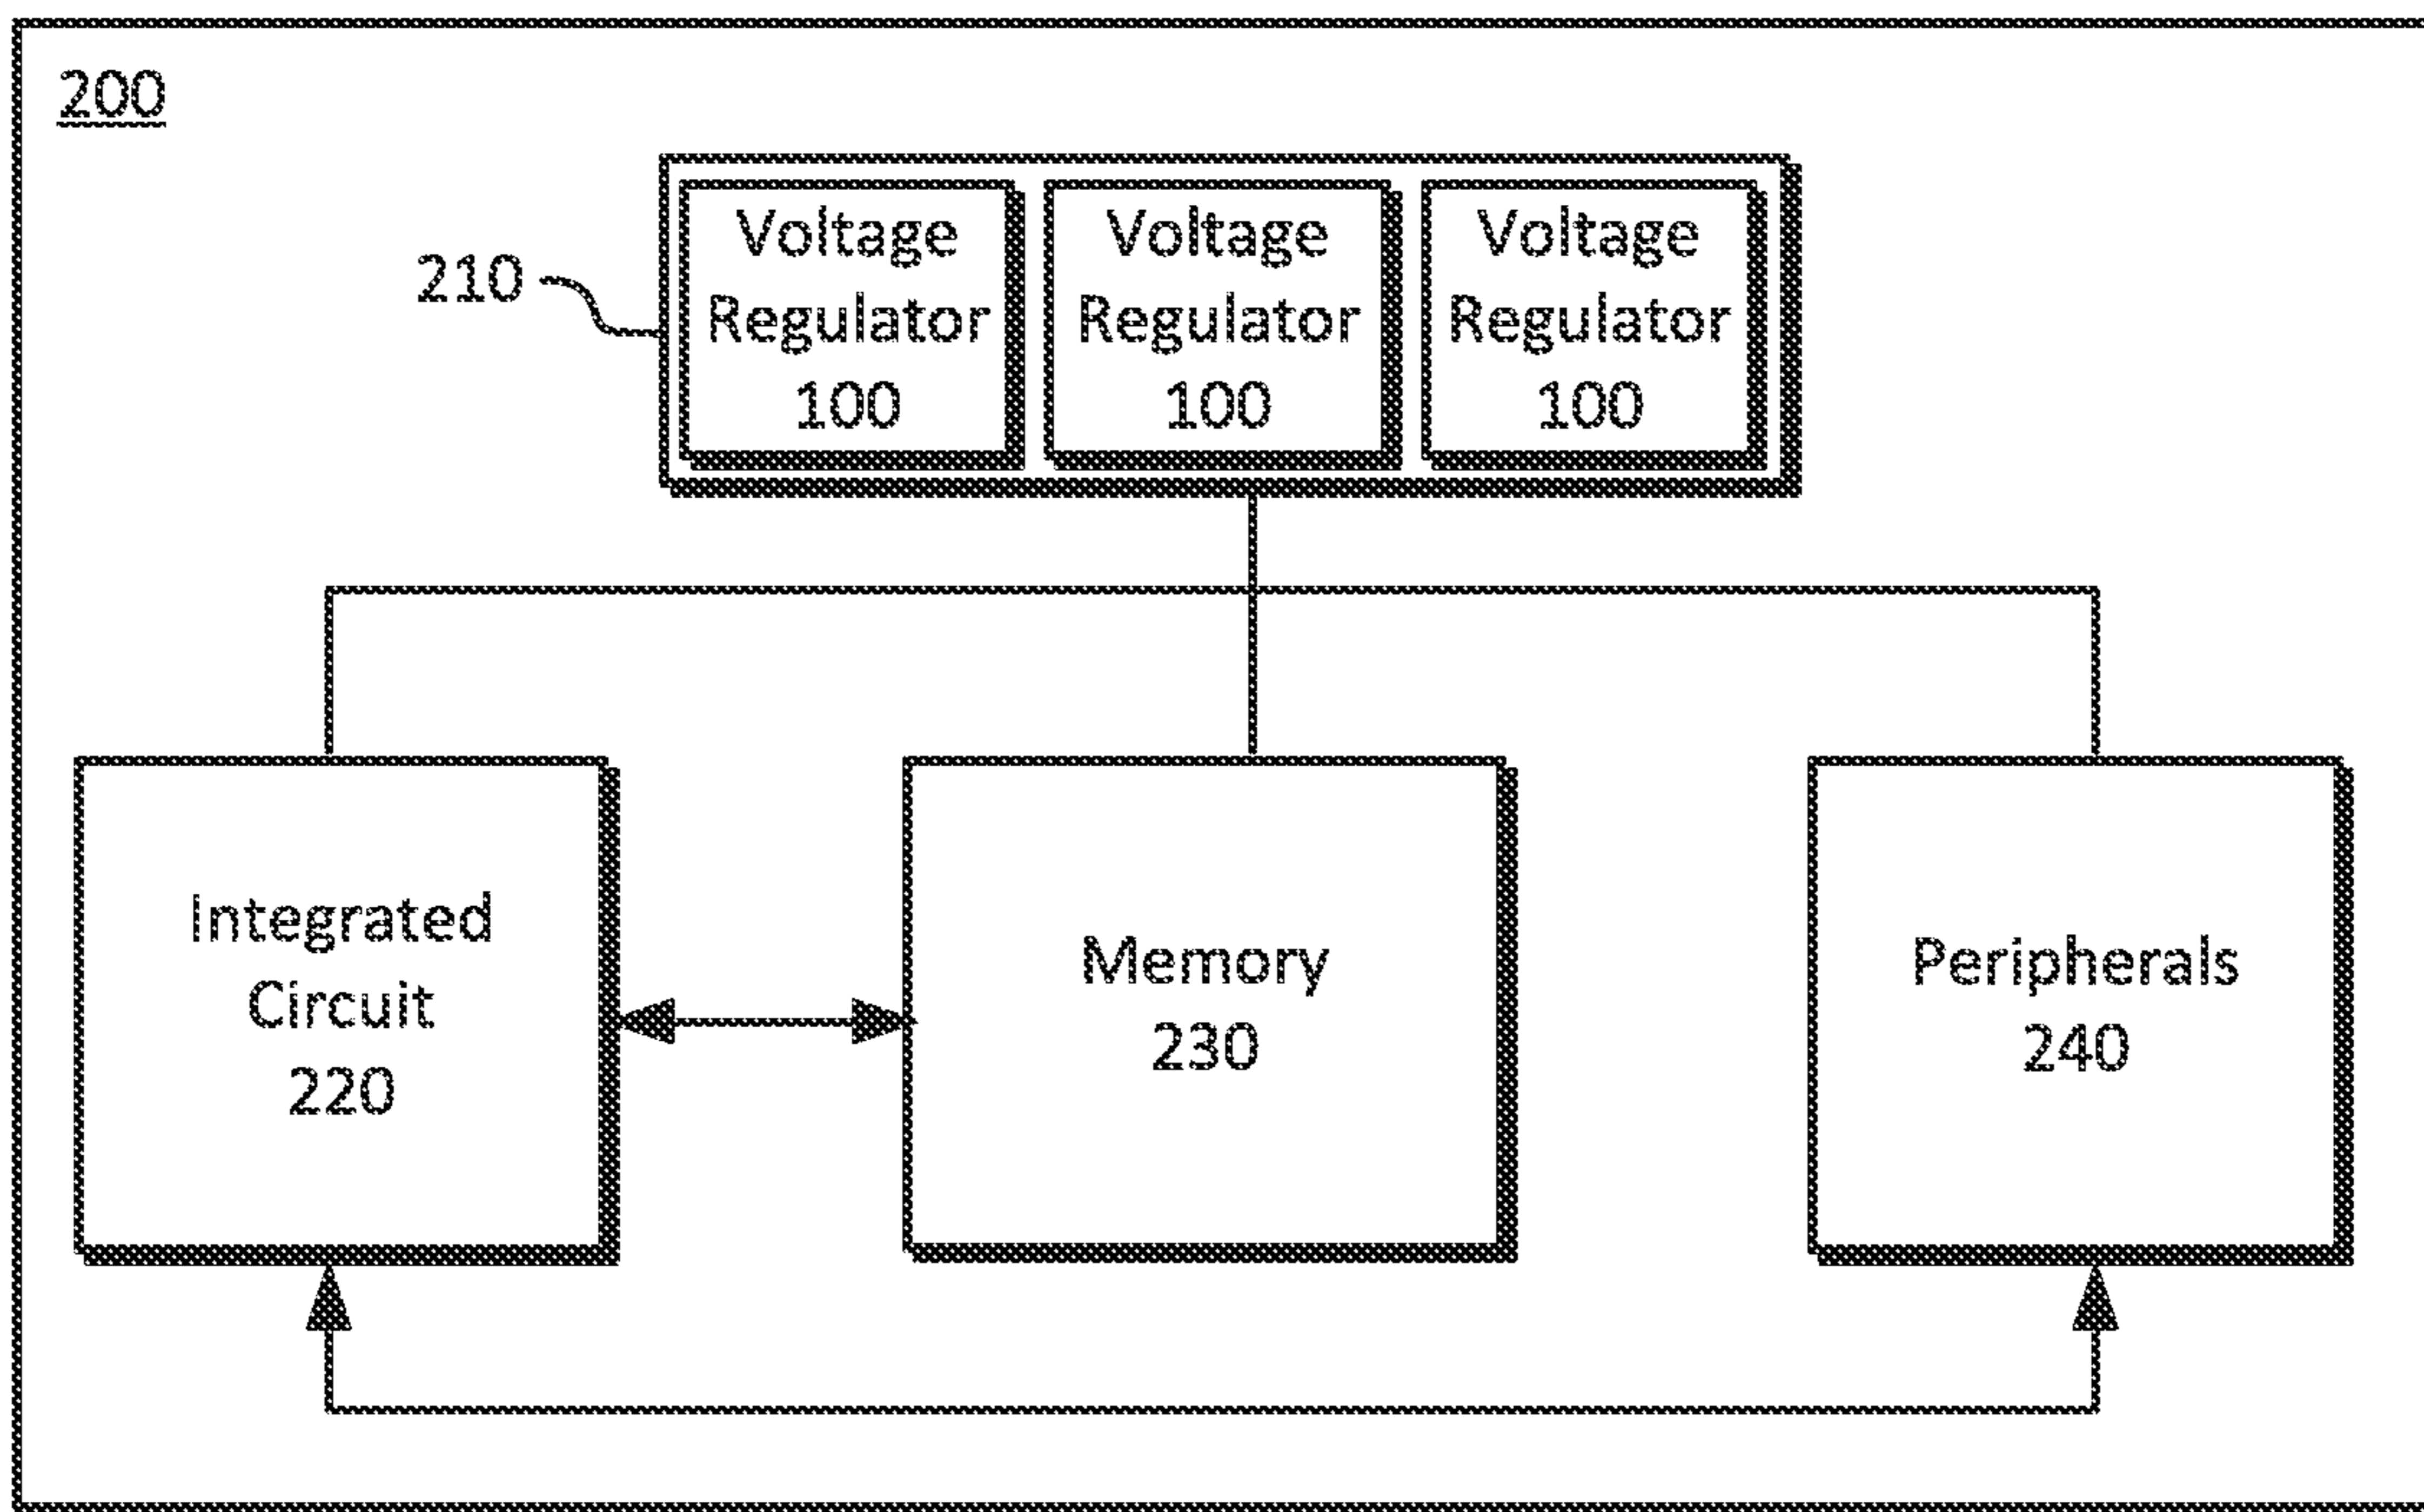 200
210
Voltage
Regulator
100
Voltage
Regulator
100
Voltage
Regulator
100
Integrated
Circuit
220
Memory
230
Peripherals
240